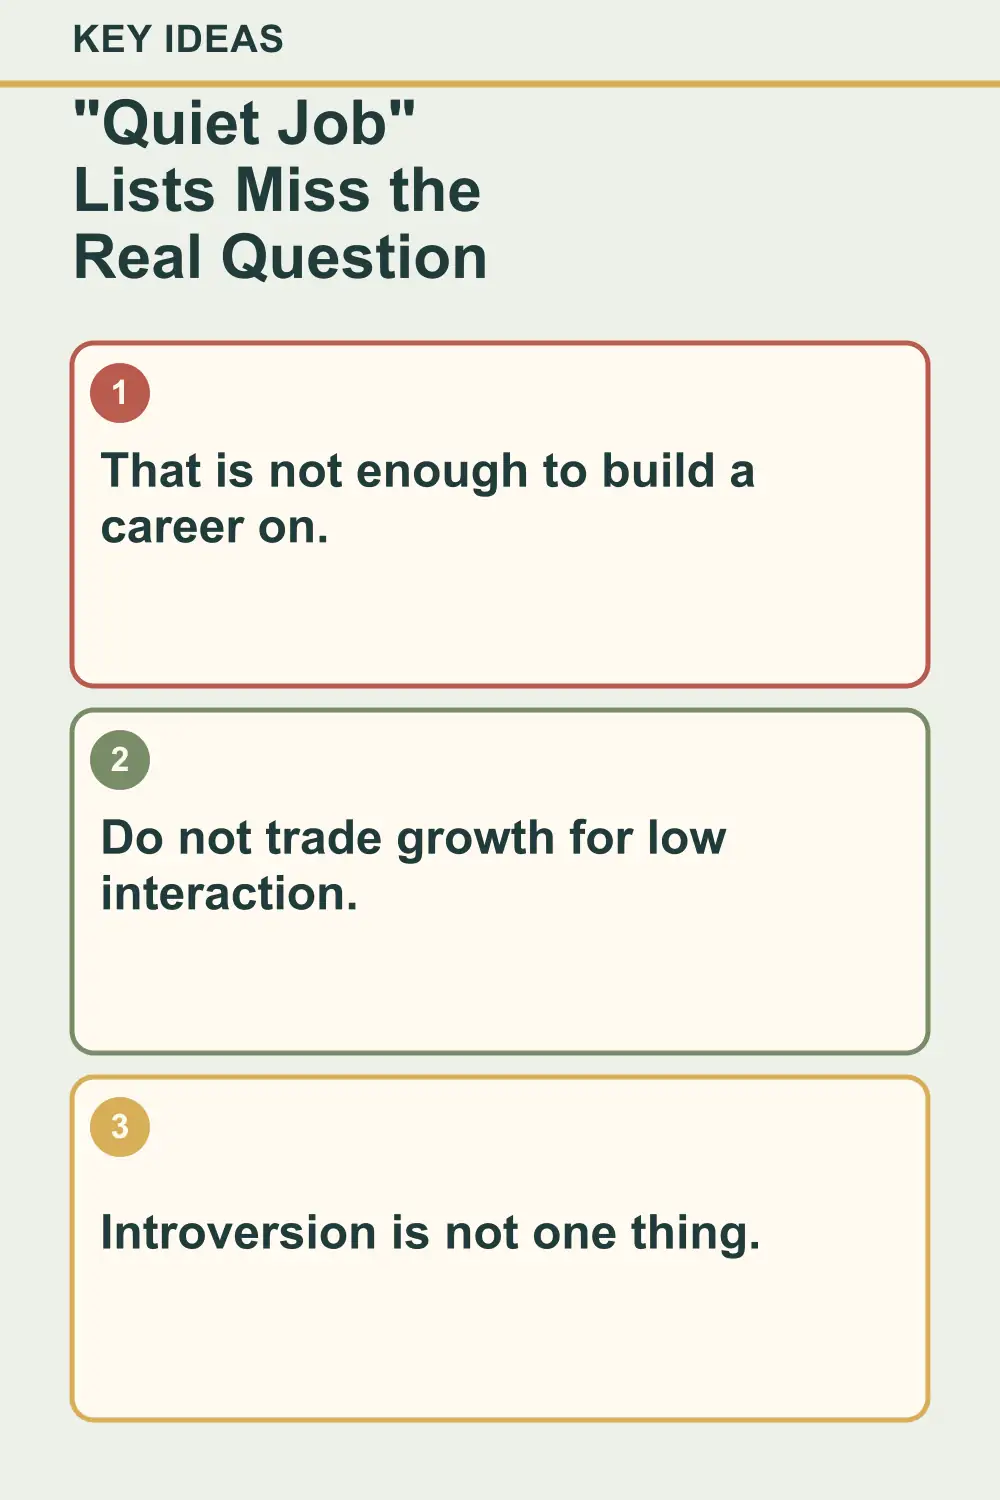 KEY IDEAS
"Quiet Job"
Lists Miss the
Real Question
1
That is not enough to build a
career on.
2
Do not trade growth for low
interaction.
3
Introversion is not one thing.